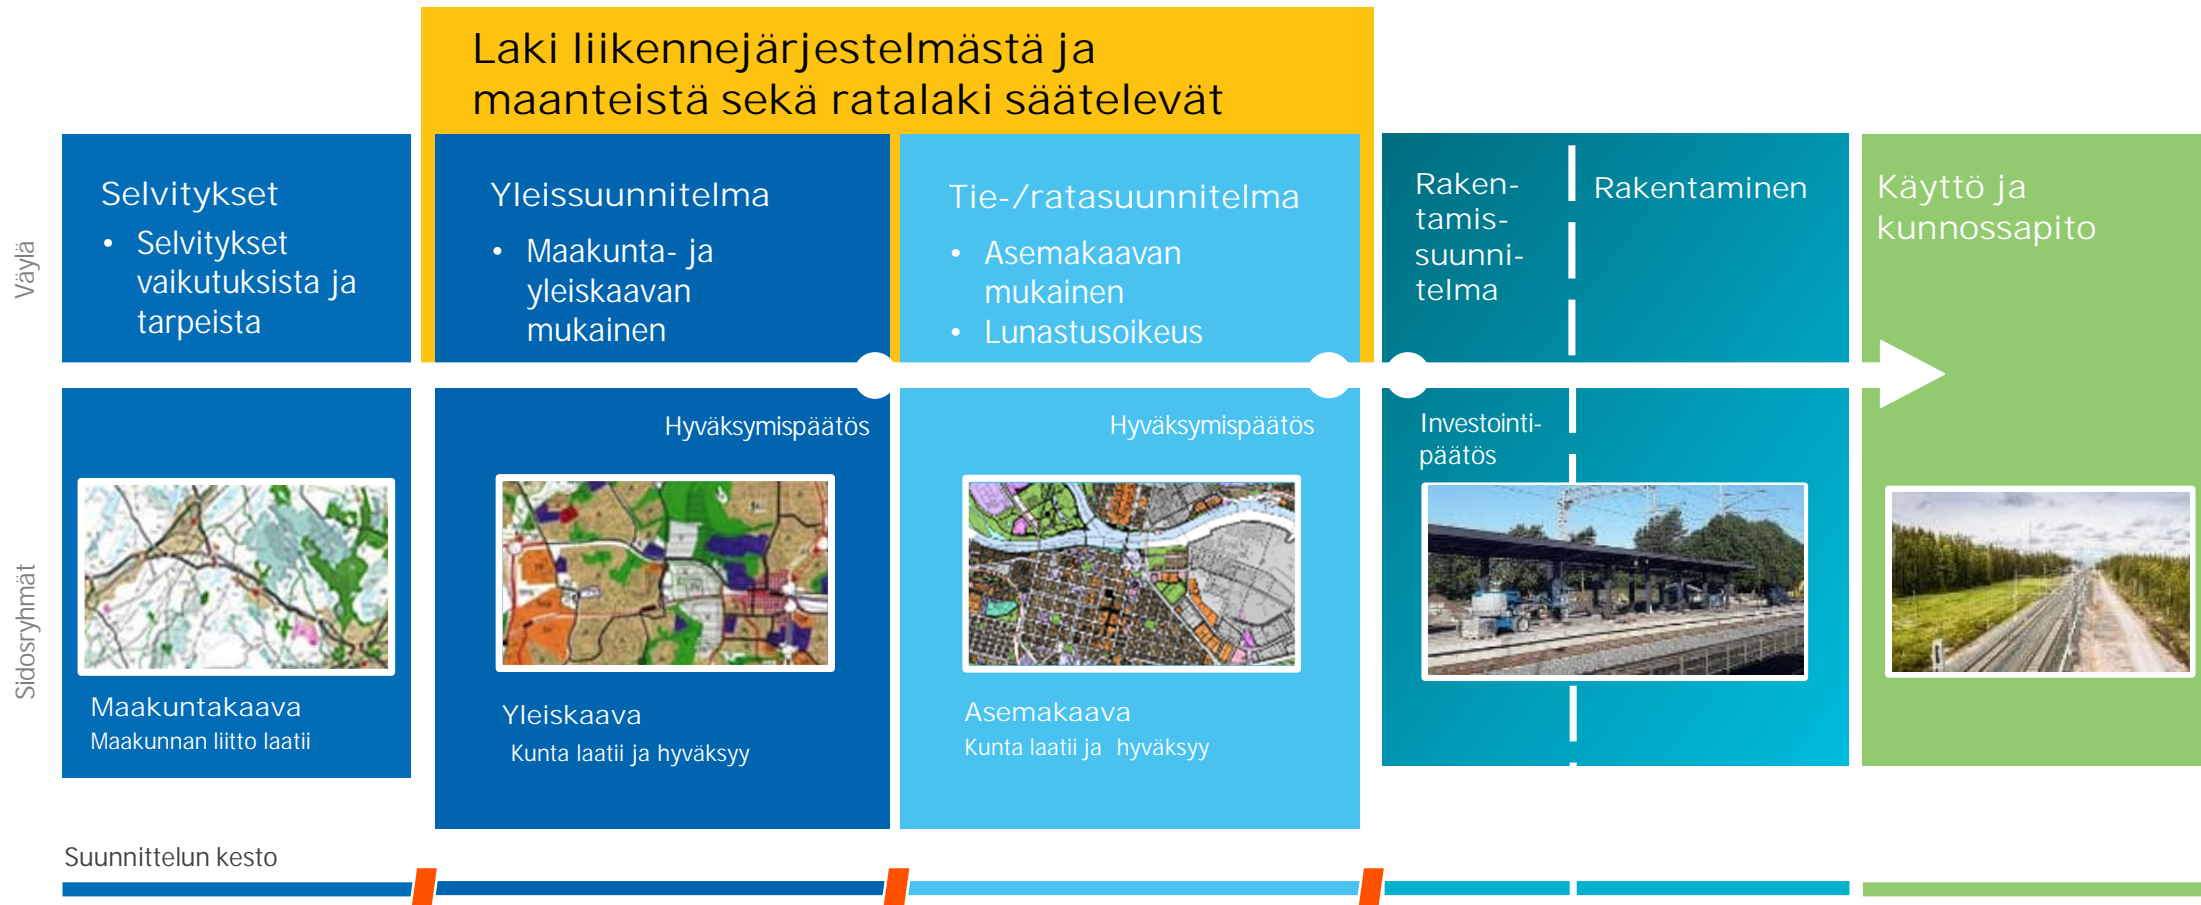 Laki liikennejärjestelmästä ja
maanteistä sekä ratalaki säätelevät
Väylä
Selvitykset
• Selvitykset
vaikutuksista ja
tarpeista
Yleissuunnitelma
• Maakunta- ja
yleiskaavan
mukainen
Tie-/ratasuunnitelma
• Asemakaavan
mukainen
• Lunastusoikeus
Raken-
tamis-
suunni-
telma
Rakentaminen
Käyttö ja
kunnossapito
Sidosryhmät
Hyväksymispäätös
Hyväksymispäätös
Investointi-
päätös
Maakuntakaava
Maakunnan liitto laatii
Yleiskaava
Kunta laatii ja hyväksyy
Asemakaava
Kunta laatii ja hyväksyy
Suunnittelun kesto